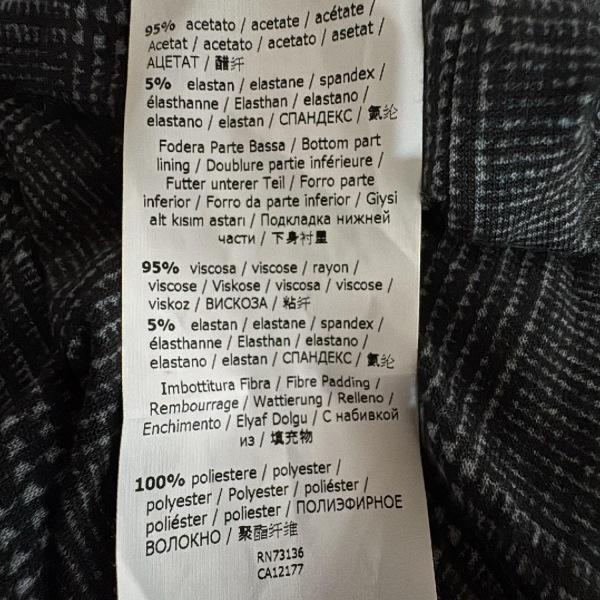 95% acetato / acetate / acétate /
Acetat / acetato / acetato / asetat /
АЦЕТАТ / 醋纤
5% elastan / elastane / spandex /
élasthanne / Elasthan / elastano /
elastano / elastan / СПАНДЕКС / 氨纶
Fodera Parte Bassa / Bottom part
lining / Doublure partie inférieure /
Futter unterer Teil / Forro parte
inferior / Forro da parte inferior / Giysi
alt kısım astarı / Подкладка нижней
части / 下身衬里
95% viscosa / viscose / rayon /
viscose / Viskose / viscosa / viscose /
viskoz / ВИСКОЗА / 粘纤
5% elastan / elastane / spandex /
élasthanne / Elasthan / elastano /
elastano / elastan / СПАНДЕКС / 氨纶
Imbottitura Fibra / Fibre Padding /
Rembourrage / Wattierung / Relleno /
Enchimento / Elyaf Dolgu / С набивкой
из / 填充物
100% poliestere / polyester /
polyester / Polyester / poliéster /
poliéster / poliester / ПОЛИЭФИРНОЕ
ВОЛОКНО / 聚酯纤维
RN73136
CA12177